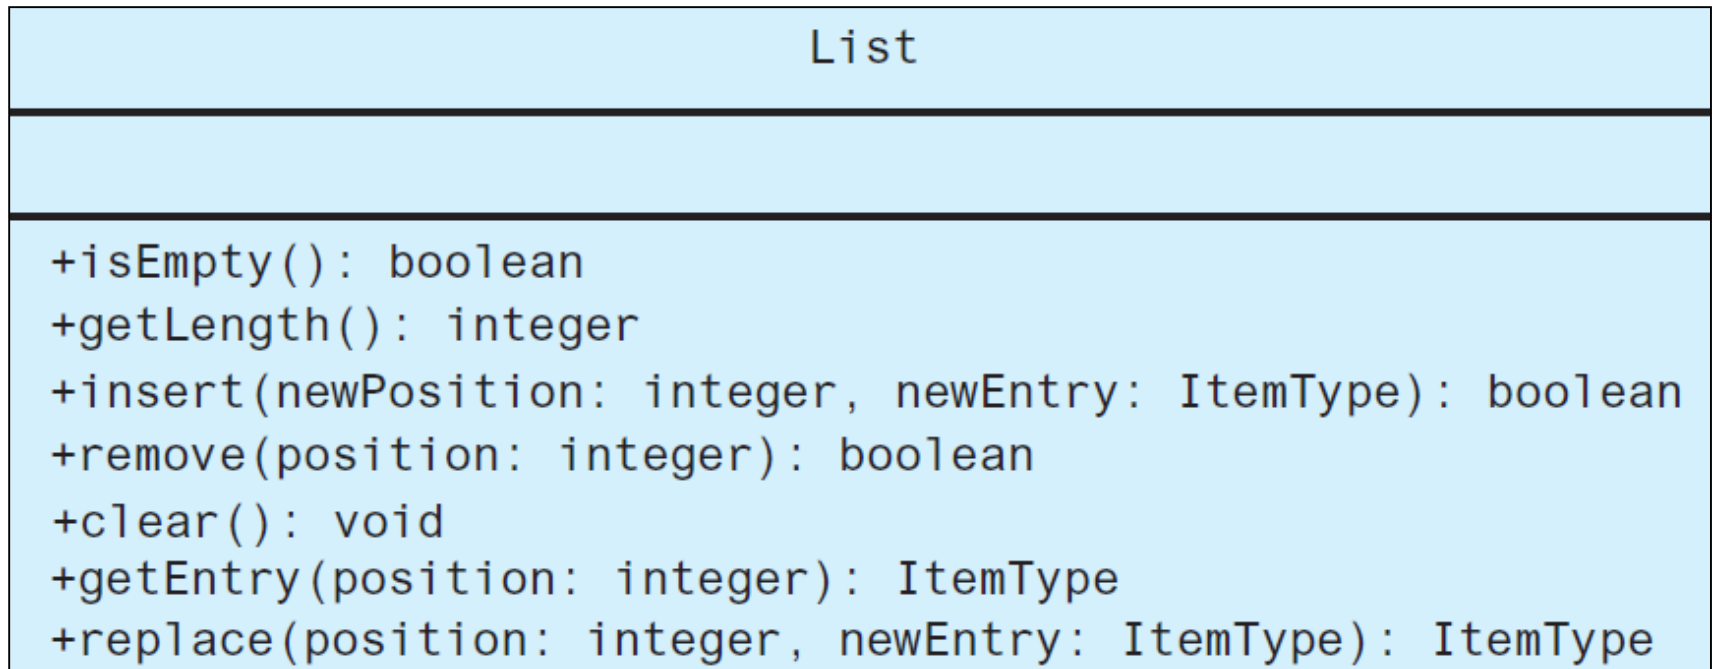 List
+isEmpty(): boolean
+getLength(): integer
+insert(newPosition: integer, newEntry: ItemType): boolean
+remove(position: integer): boolean
+clear(): void
+getEntry(position: integer): ItemType
+replace(position: integer, newEntry: ItemType): ItemType